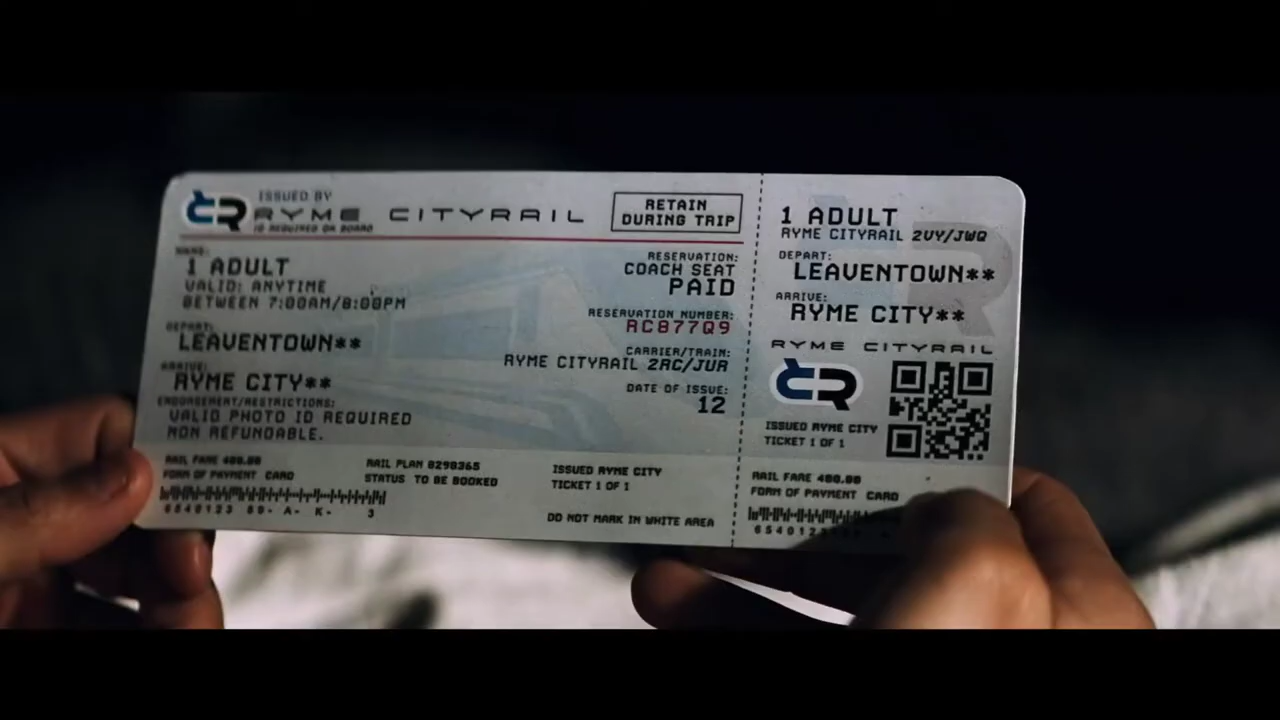 ISSUED BY
RYME CITYRAIL
ID REQUIRED ON BOARD
RETAIN
DURING TRIP
NAME:
1 ADULT
VALID: ANYTIME
BETWEEN 7:00AM/8:00PM
DEPART:
LEAVENTOWN**
ARRIVE:
RYME CITY**
ENDORSEMENT/RESTRICTIONS:
VALID PHOTO ID REQUIRED
NON REFUNDABLE.
RESERVATION:
COACH SEAT
PAID
RESERVATION NUMBER:
RC877Q9
CARRIER/TRAIN:
RYME CITYRAIL 2RC/JUR
DATE OF ISSUE:
12
RAIL FARE 400.00
FORM OF PAYMENT CARD
6540123 89- A- K- 3
RAIL PLAN 8298365
STATUS TO BE BOOKED
ISSUED RYME CITY
TICKET 1 OF 1
DO NOT MARK IN WHITE AREA
1 ADULT
RYME CITYRAIL 2VY/JWQ
DEPART:
LEAVENTOWN**
ARRIVE:
RYME CITY**
RYME CITYRAIL
CR
ISSUED RYME CITY
TICKET 1 OF 1
RAIL FARE 400.00
FORM OF PAYMENT CARD